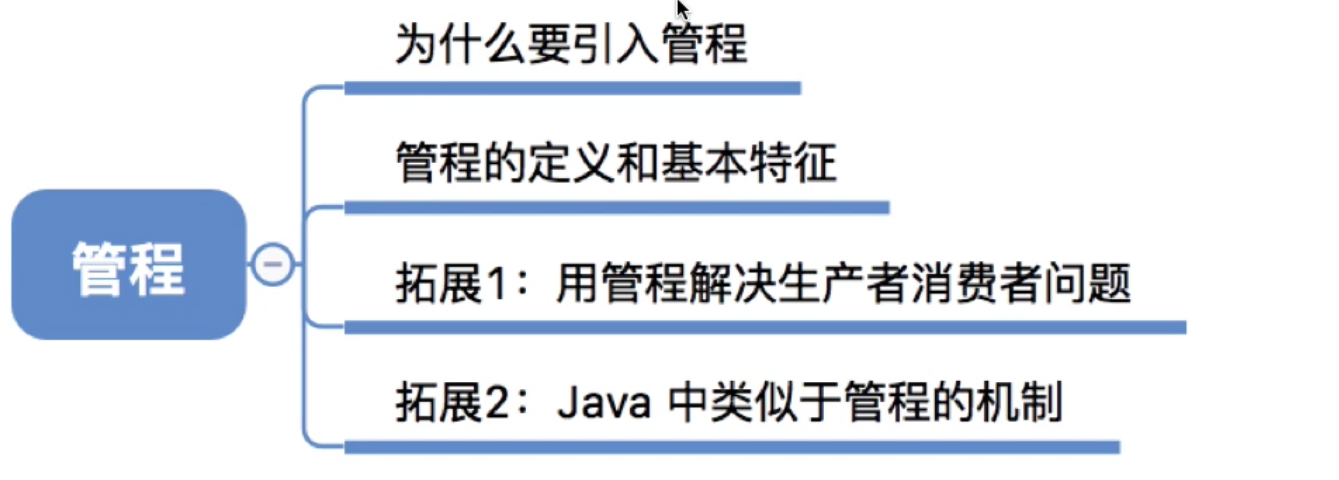 为什么要引入管程
管程的定义和基本特征
管程
拓展1：用管程解决生产者消费者问题
拓展2：Java 中类似于管程的机制